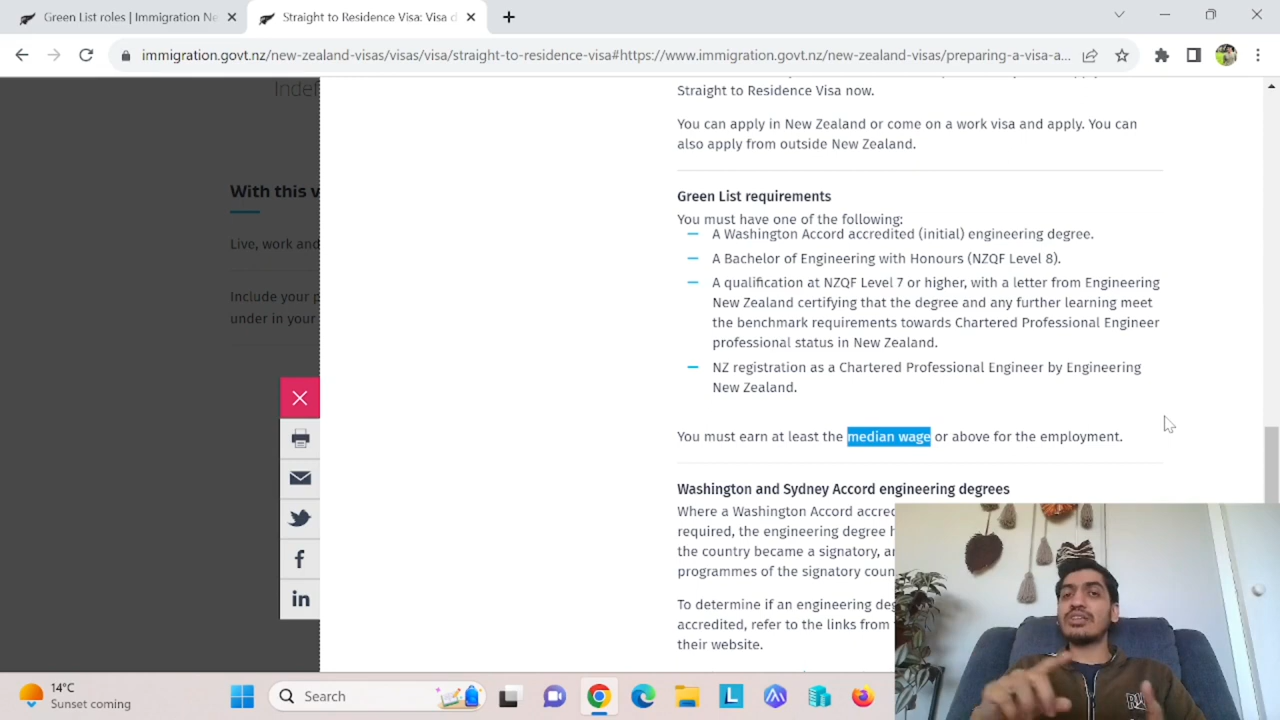 Green List roles | Immigration Ne
Straight to Residence Visa: Visa d
immigration.govt.nz/new-zealand-visas/visas/visa/straight-to-residence-visa#https://www.immigration.govt.nz/new-zealand-visas/preparing-a-visa-a...
Indef
With this v
Live, work and
Include your p
under in your
Straight to Residence Visa now.
You can apply in New Zealand or come on a work visa and apply. You can
also apply from outside New Zealand.
Green List requirements
You must have one of the following:
A Washington Accord accredited (initial) engineering degree.
A Bachelor of Engineering with Honours (NZQF Level 8).
A qualification at NZQF Level 7 or higher, with a letter from Engineering
New Zealand certifying that the degree and any further learning meet
the benchmark requirements towards Chartered Professional Engineer
professional status in New Zealand.
NZ registration as a Chartered Professional Engineer by Engineering
New Zealand.
You must earn at least the median wage or above for the employment.
Washington and Sydney Accord engineering degrees
Where a Washington Accord accred
required, the engineering degree h
the country became a signatory, a
programmes of the signatory coun
To determine if an engineering deg
accredited, refer to the links from
their website.
14°C
Sunset coming
Search